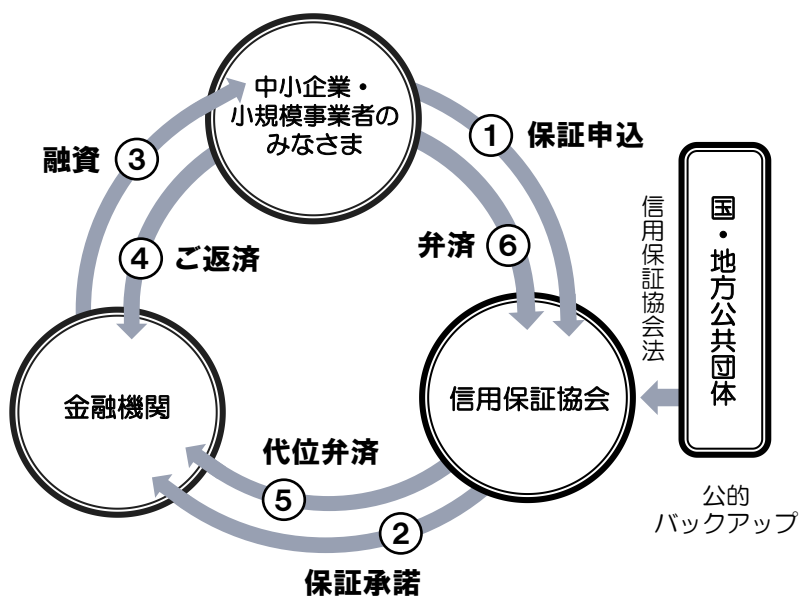 中小企業・
小規模事業者の
みなさま
① 保証申込
融資 ③
④ ご返済
弁済 ⑥
信用保証協会法
国・地方公共団体
金融機関
信用保証協会
代位弁済
⑤
②
保証承諾
公的
バックアップ